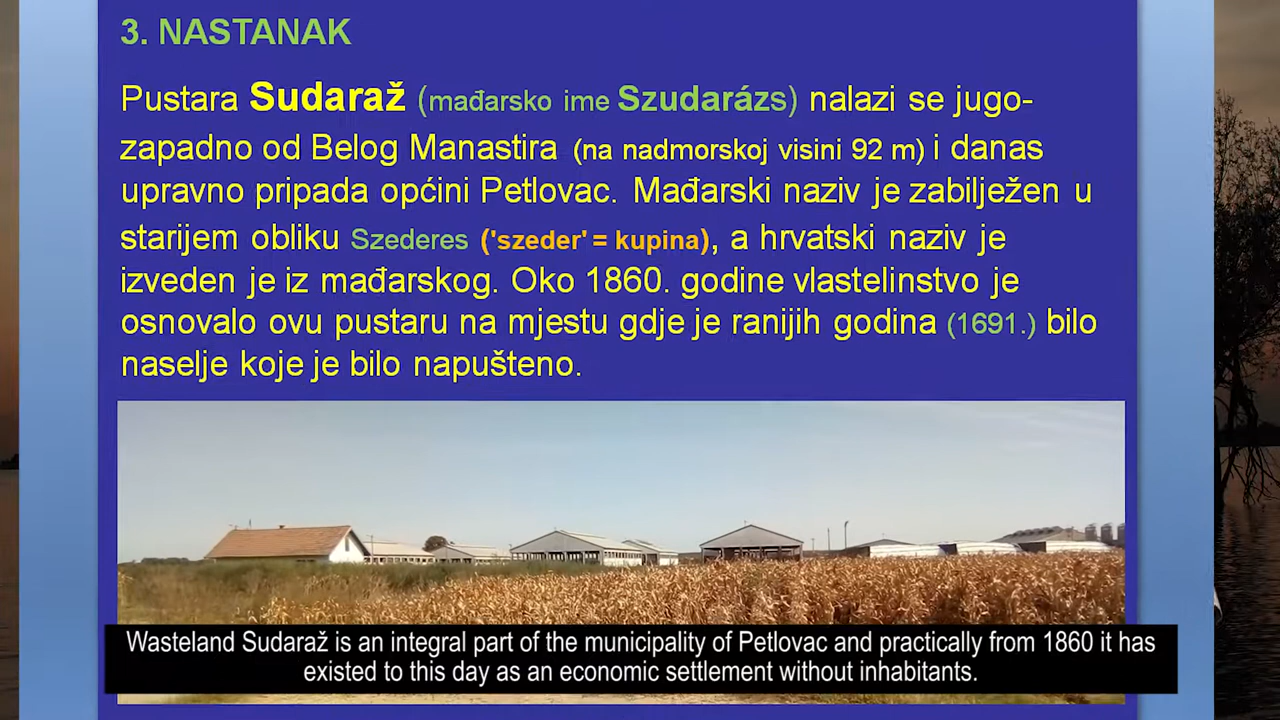 3. NASTANAK
Pustara Sudaraž (mađarsko ime Szudarázs) nalazi se jugo-
zapadno od Belog Manastira (na nadmorskoj visini 92 m) i danas
upravno pripada općini Petlovac. Mađarski naziv je zabilježen u
starijem obliku Szederes ('szeder' = kupina), a hrvatski naziv je
izveden je iz mađarskog. Oko 1860. godine vlastelinstvo je
osnovalo ovu pustaru na mjestu gdje je ranijih godina (1691.) bilo
naselje koje je bilo napušteno.
Wasteland Sudaraž is an integral part of the municipality of Petlovac and practically from 1860 it has
existed to this day as an economic settlement without inhabitants.